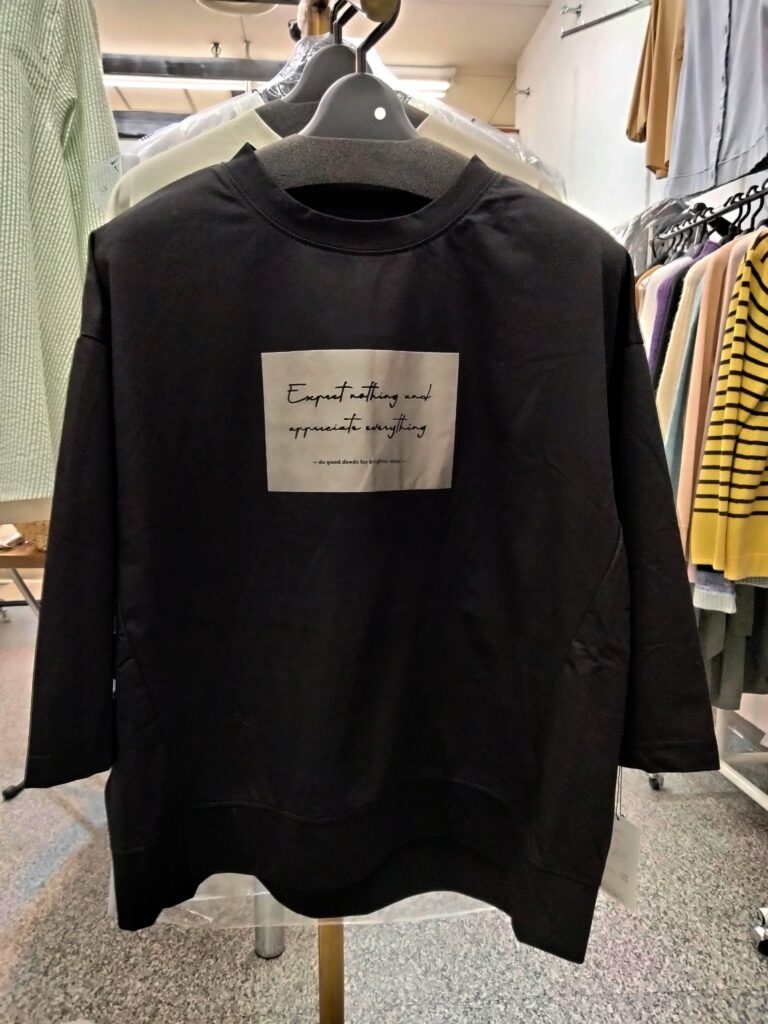 Expect nothing and
appreciate everything
– do good deeds for brighter days –